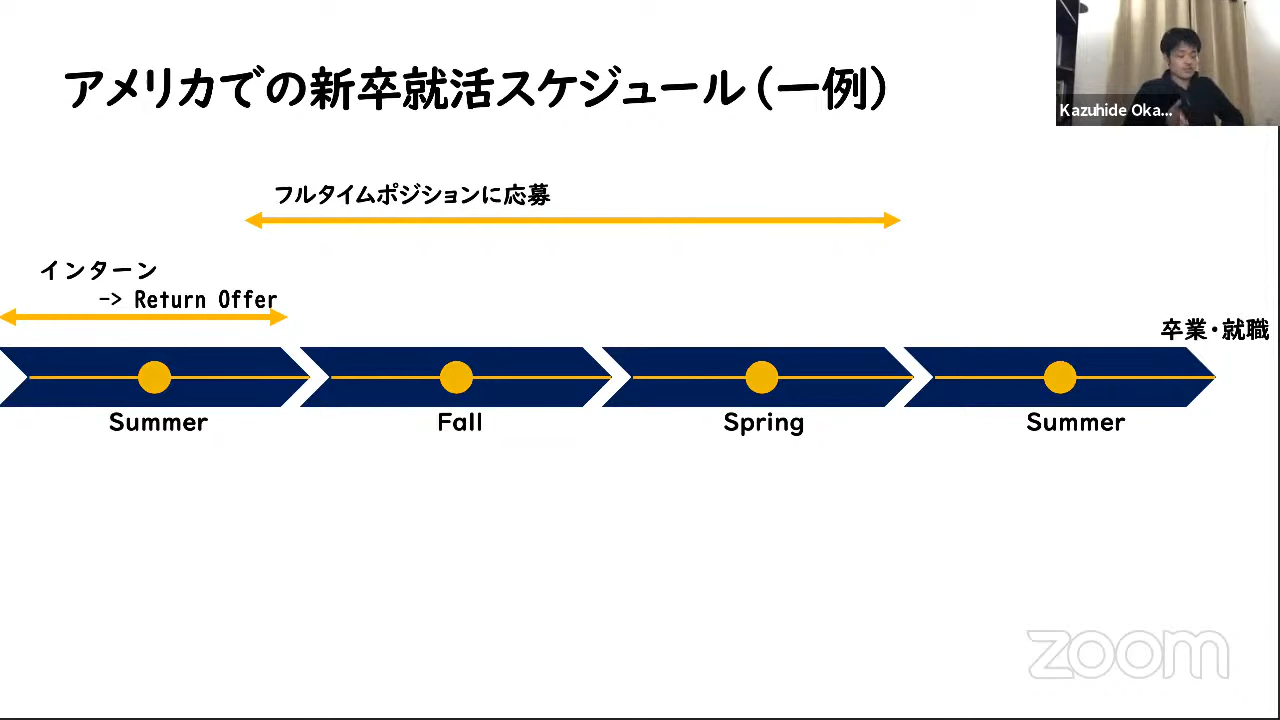 アメリカでの新卒就活スケジュール（一例）
Kazuhide Oka...
フルタイムポジションに応募
インターン
-> Return Offer
卒業・就職
Summer
Fall
Spring
Summer
zoom